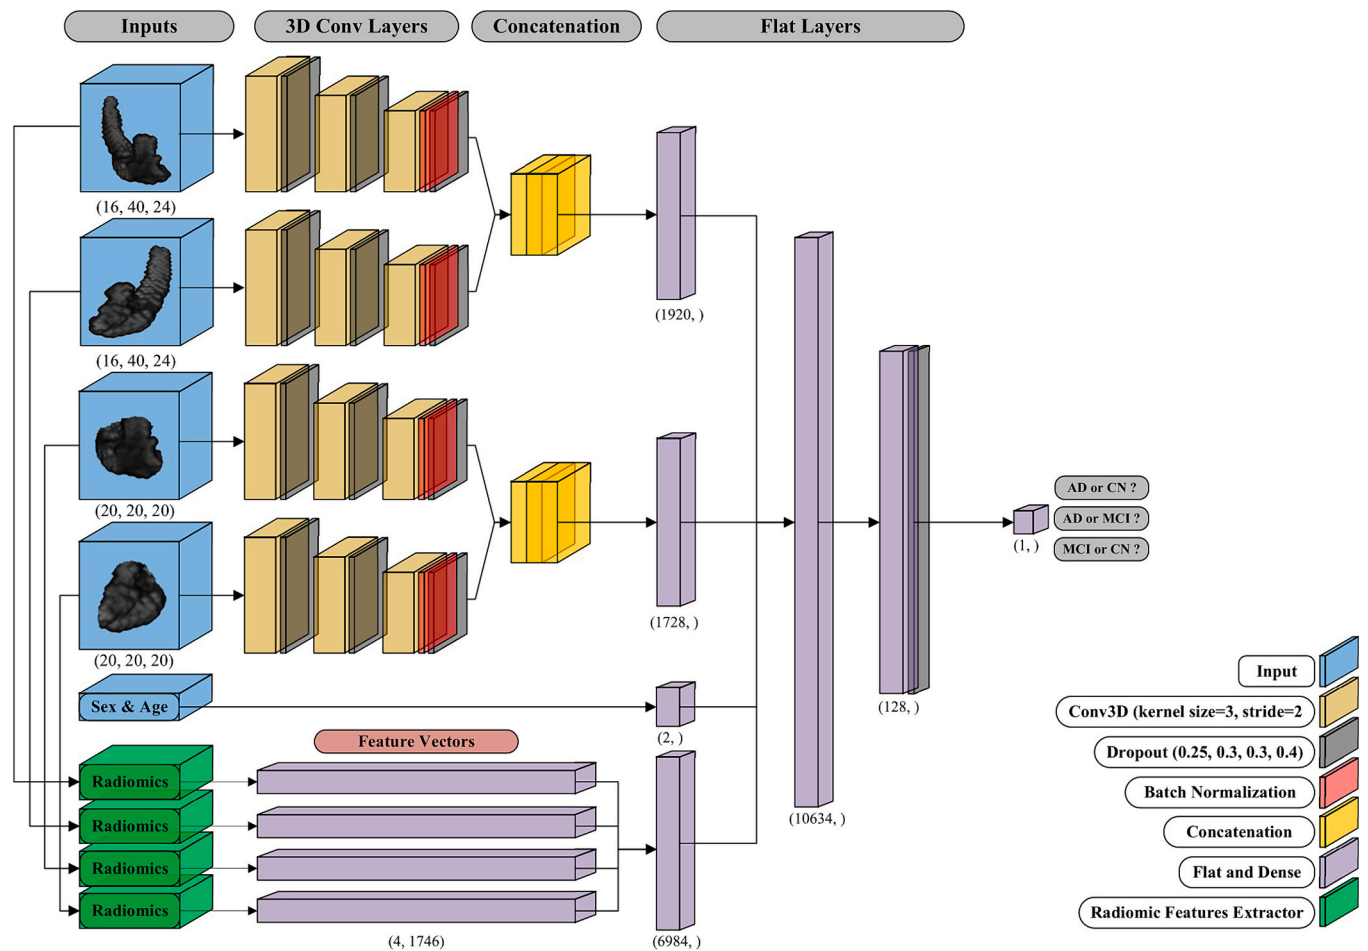 Inputs
3D Conv Layers
Concatenation
Flat Layers
(16, 40, 24)
(1920, )
(16, 40, 24)
(20, 20, 20)
AD or CN ?
AD or MCI ?
(1, )
MCI or CN ?
(1728, )
(20, 20, 20)
Sex & Age
(2, )
(128, )
Feature Vectors
Radiomics
Radiomics
(10634, )
Radiomics
Radiomics
(4, 1746)
(6984, )
Input
Conv3D (kernel size=3, stride=2
Dropout (0.25, 0.3, 0.3, 0.4)
Batch Normalization
Concatenation
Flat and Dense
Radiomic Features Extractor